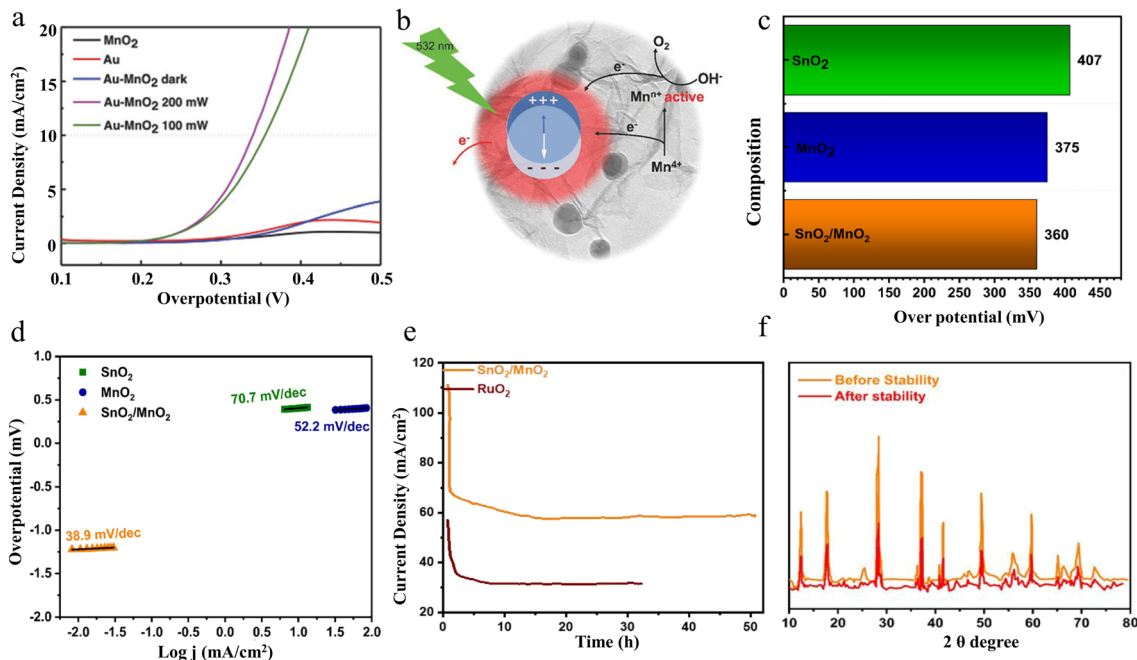 a
Current Density (mA/cm²)
20
15
10
5
0
MnO₂
Au
Au-MnO₂ dark
Au-MnO₂ 200 mW
Au-MnO₂ 100 mW
0.1 0.2 0.3 0.4 0.5
Overpotential (V)
b
532 nm
O₂
e⁻
OH⁻
Mnⁿ⁺ active
+++
e⁻
e⁻
- - -
Mn⁴⁺
c
Composition
SnO₂
407
MnO₂
375
SnO₂/MnO₂
360
0 50 100 150 200 250 300 350 400 450
Over potential (mV)
d
Overpotential (mV)
1.0
0.5
0.0
-0.5
-1.0
-1.5
-2.0
SnO₂
MnO₂
SnO₂/MnO₂
70.7 mV/dec
52.2 mV/dec
38.9 mV/dec
-2.0 -1.5 -1.0 -0.5 0.0 0.5 1.0 1.5 2.0
Log j (mA/cm²)
e
Current Density (mA/cm²)
120
100
80
60
40
20
SnO₂/MnO₂
RuO₂
0 10 20 30 40 50
Time (h)
f
Before Stability
After stability
10 20 30 40 50 60 70 80
2 θ degree